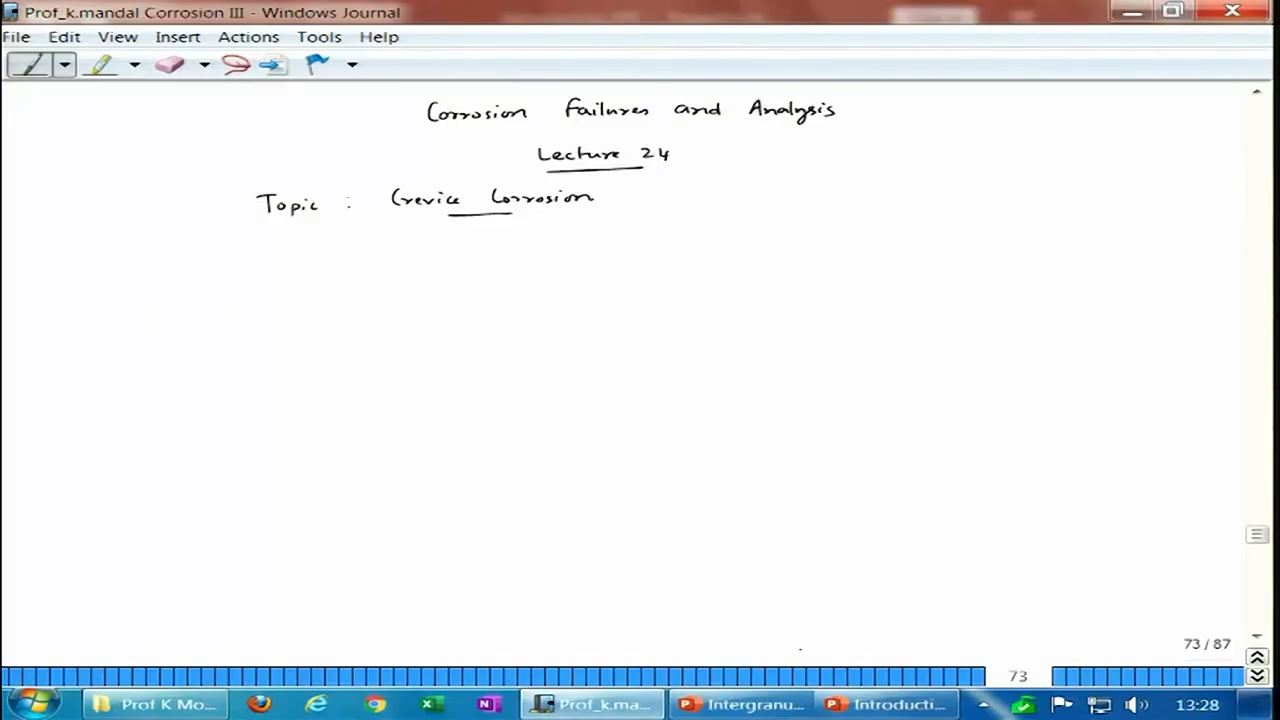 Prof_k.mandal Corrosion III - Windows Journal
File Edit View Insert Actions Tools Help
Corrosion Failures and Analysis
Lecture 24
Topic : Crevice Corrosion
73 / 87
73
Prof K Mo... Prof_k.ma... Intergranu... Introducti... 13:28